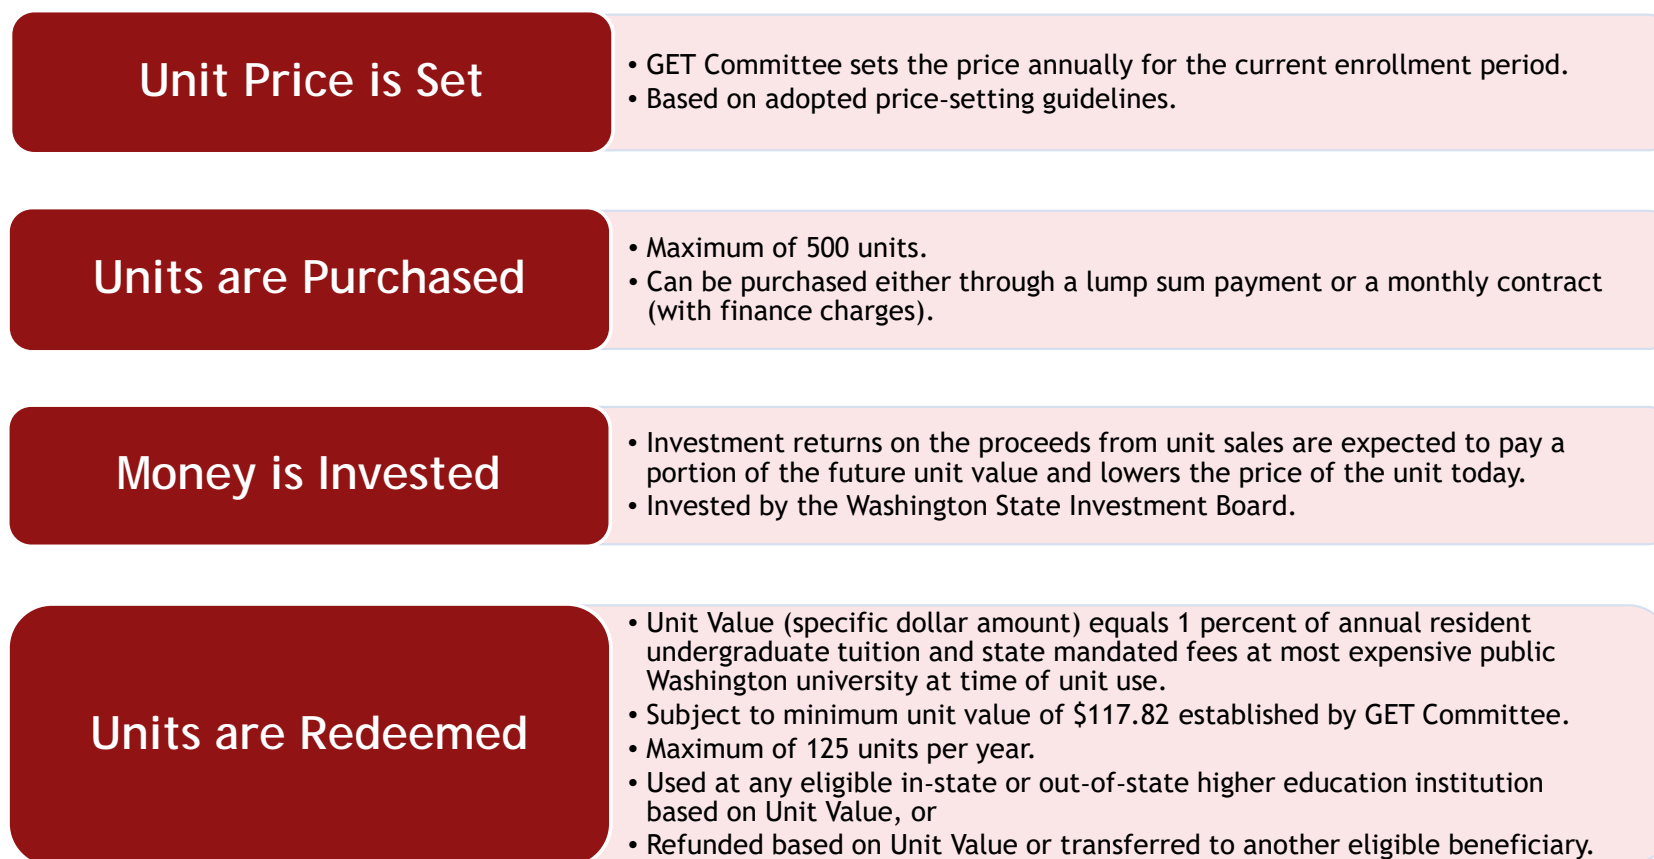 Unit Price is Set
• GET Committee sets the price annually for the current enrollment period.
• Based on adopted price-setting guidelines.
Units are Purchased
• Maximum of 500 units.
• Can be purchased either through a lump sum payment or a monthly contract
(with finance charges).
Money is Invested
• Investment returns on the proceeds from unit sales are expected to pay a
portion of the future unit value and lowers the price of the unit today.
• Invested by the Washington State Investment Board.
Units are Redeemed
• Unit Value (specific dollar amount) equals 1 percent of annual resident
undergraduate tuition and state mandated fees at most expensive public
Washington university at time of unit use.
• Subject to minimum unit value of $117.82 established by GET Committee.
• Maximum of 125 units per year.
• Used at any eligible in-state or out-of-state higher education institution
based on Unit Value, or
• Refunded based on Unit Value or transferred to another eligible beneficiary.